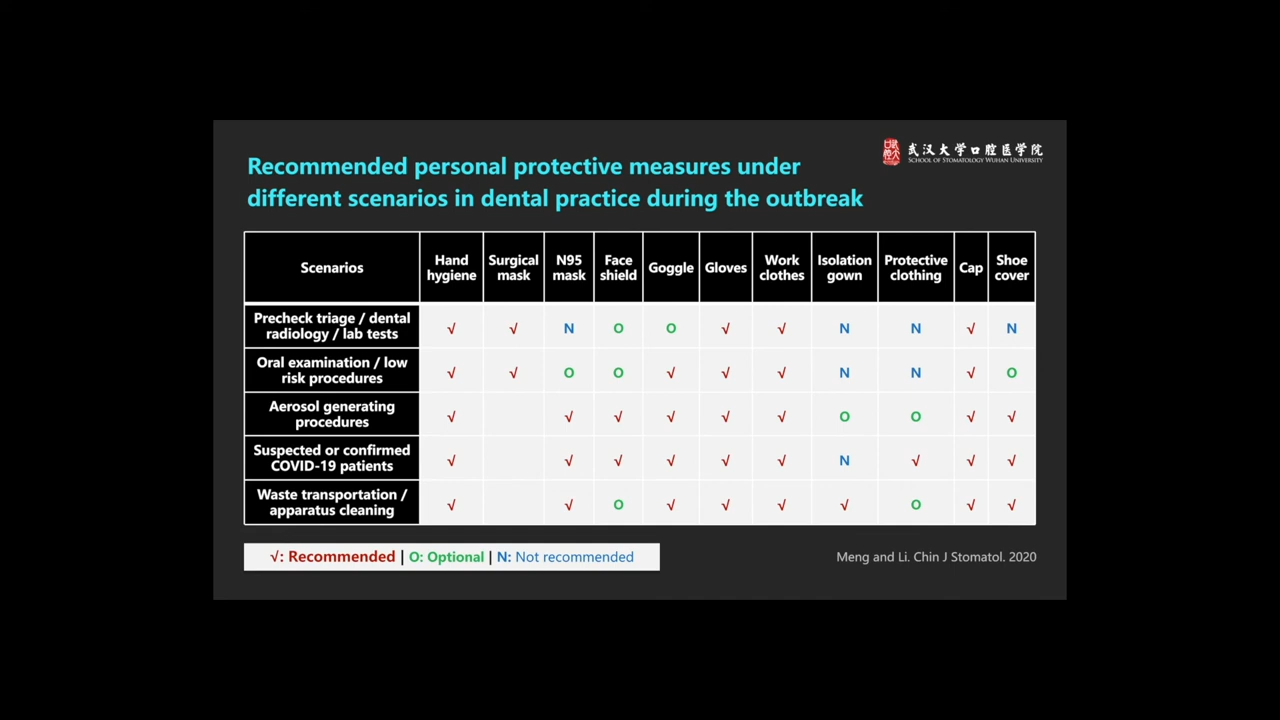 武汉大学口腔医学院
SCHOOL OF STOMATOLOGY WUHAN UNIVERSITY
Recommended personal protective measures under
different scenarios in dental practice during the outbreak
Scenarios | Hand hygiene | Surgical mask | N95 mask | Face shield | Goggle | Gloves | Work clothes | Isolation gown | Protective clothing | Cap | Shoe cover
Precheck triage / dental radiology / lab tests | √ | √ | N | O | O | √ | √ | N | N | √ | N
Oral examination / low risk procedures | √ | √ | O | O | √ | √ | √ | N | N | √ | O
Aerosol generating procedures | √ | | √ | √ | √ | √ | √ | O | O | √ | √
Suspected or confirmed COVID-19 patients | √ | | √ | √ | √ | √ | √ | N | √ | √ | √
Waste transportation / apparatus cleaning | √ | | √ | O | √ | √ | √ | √ | O | √ | √
√: Recommended | O: Optional | N: Not recommended
Meng and Li. Chin J Stomatol. 2020